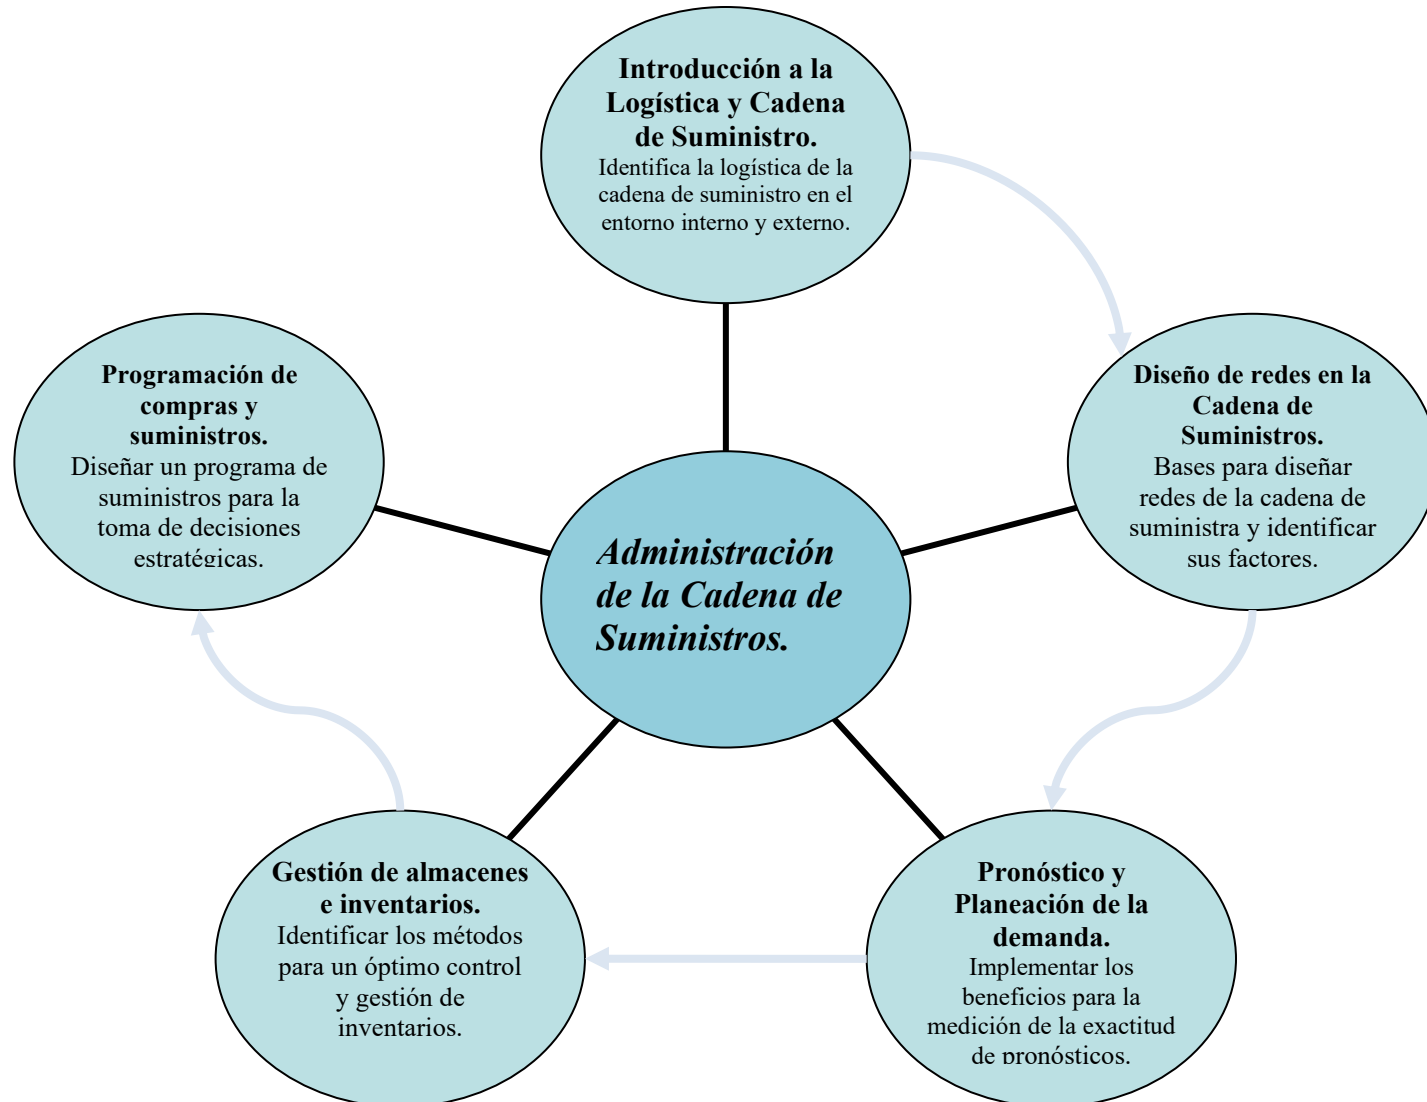 Introducción a la
Logística y Cadena
de Suministro.
Identifica la logística de la
cadena de suministro en el
entorno interno y externo.
Diseño de redes en la
Cadena de
Suministros.
Bases para diseñar
redes de la cadena de
suministra y identificar
sus factores.
Pronóstico y
Planeación de la
demanda.
Implementar los
beneficios para la
medición de la exactitud
de pronósticos.
Gestión de almacenes
e inventarios.
Identificar los métodos
para un óptimo control
y gestión de
inventarios.
Programación de
compras y
suministros.
Diseñar un programa de
suministros para la
toma de decisiones
estratégicas.
Administración
de la Cadena de
Suministros.